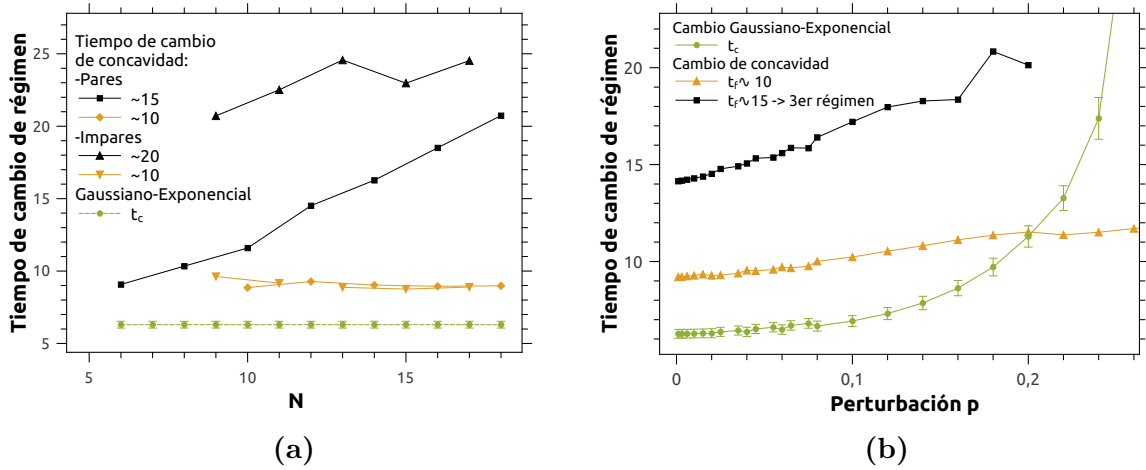 Tiempo de cambio de régimen
25
20
15
10
5
Tiempo de cambio
de concavidad:
-Pares
~15
~10
-Impares
~20
~10
Gaussiano-Exponencial
t_c
5
10
15
N
(a)
Tiempo de cambio de régimen
20
15
10
Cambio Gaussiano-Exponencial
t_c
Cambio de concavidad
t_f∿ 10
t_f∿15 -> 3er régimen
0
0,1
0,2
Perturbación p
(b)